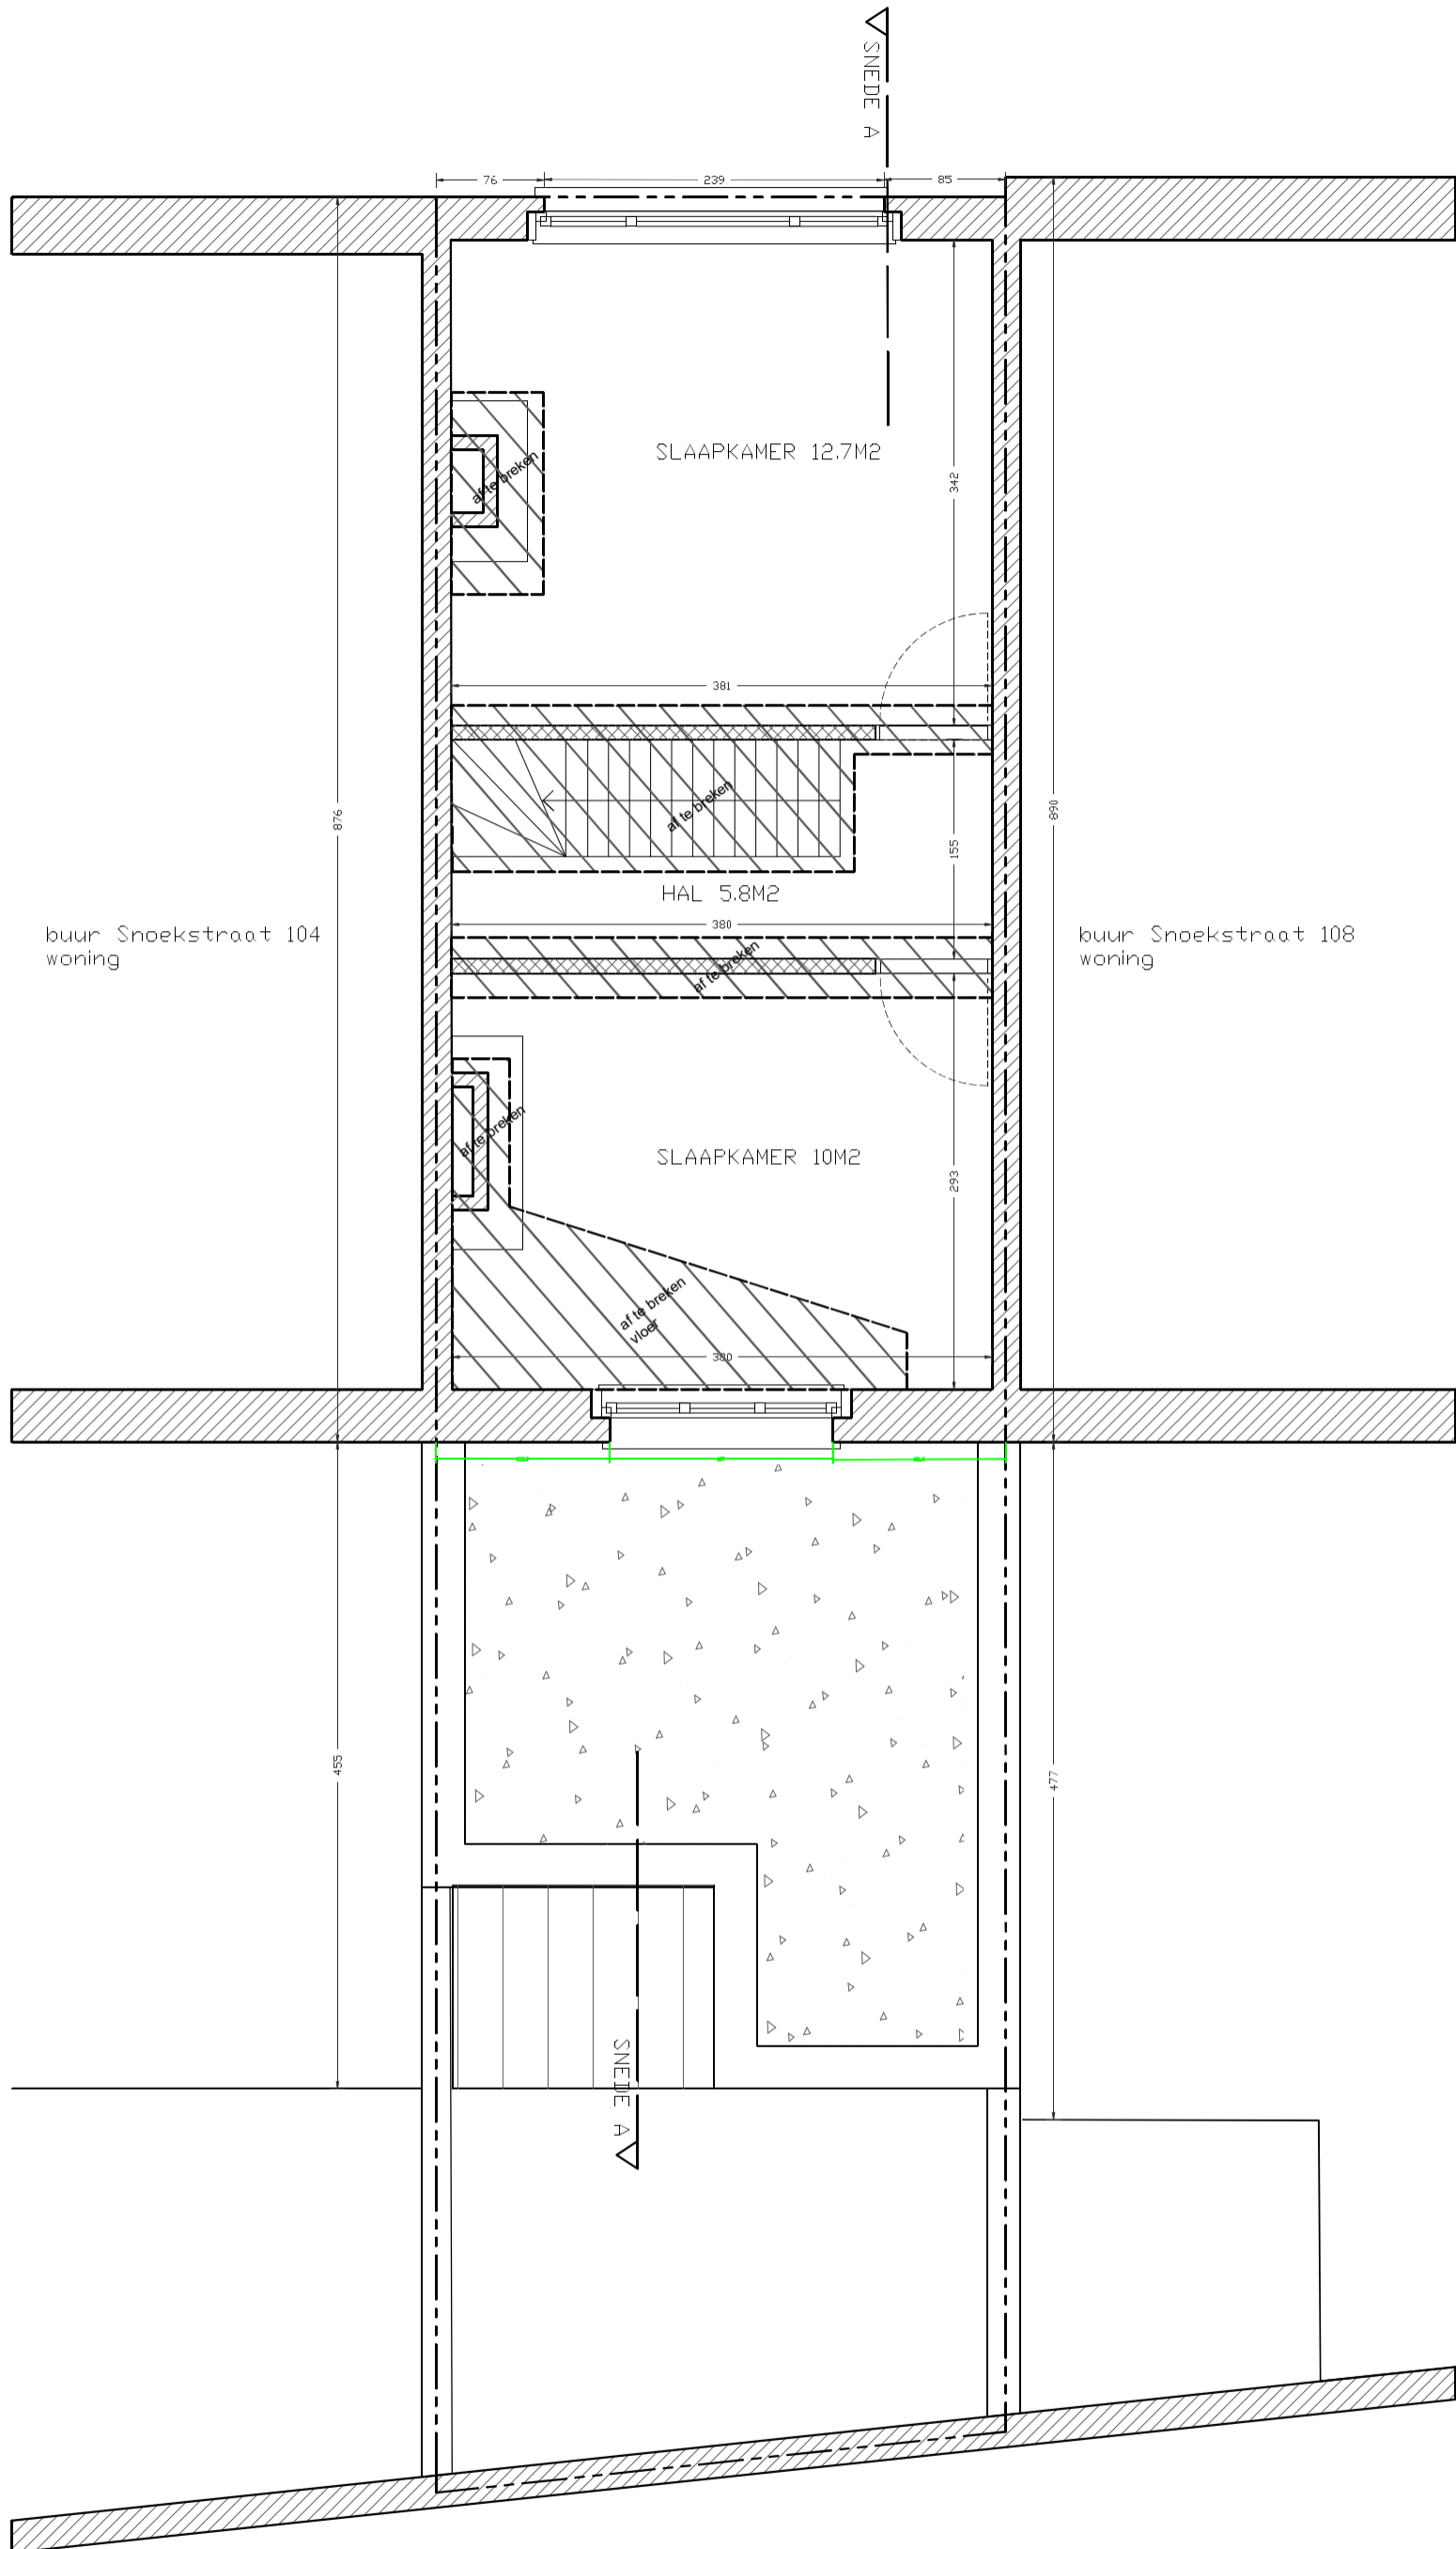 SNEDE A
76
239
85
SLAAPKAMER 12.7M2
af te breken
342
381
876
890
af te breken
155
HAL 5.8M2
380
buur Snoekstraat 104
woning
buur Snoekstraat 108
woning
af te breken
af te breken
SLAAPKAMER 10M2
293
af te breken
vloer
380
455
477
SNEDE A